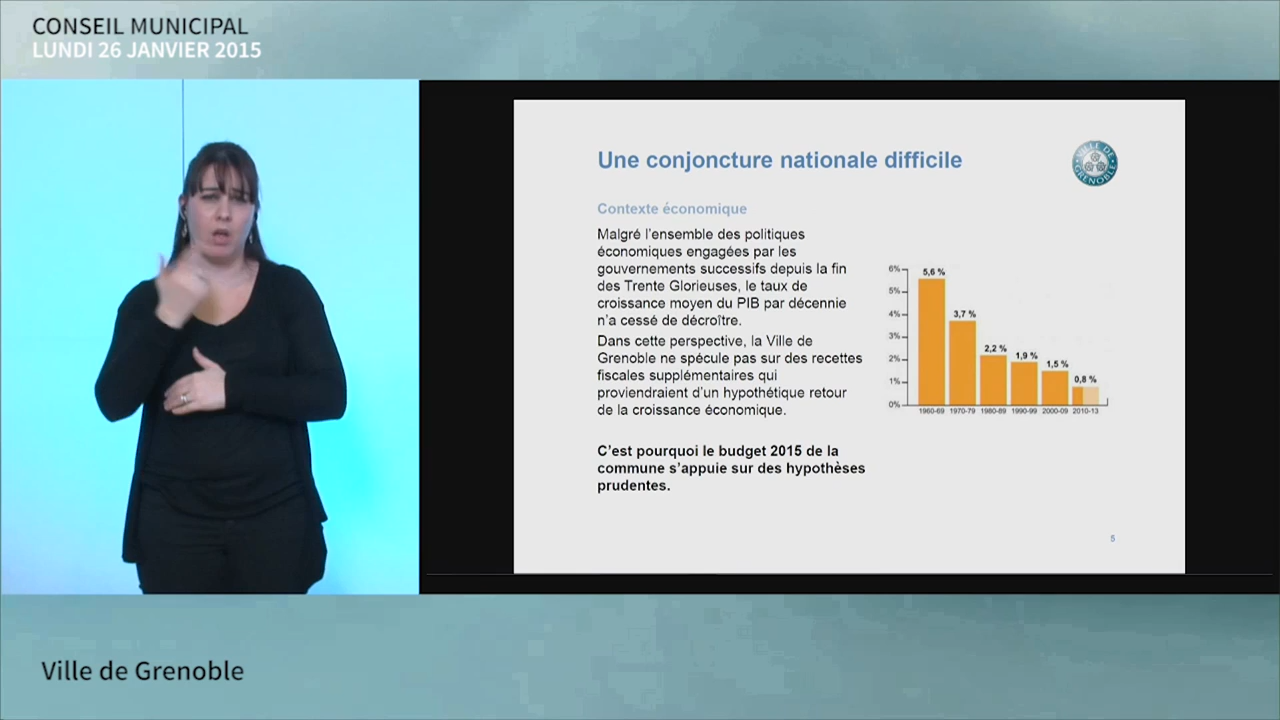 CONSEIL MUNICIPAL
LUNDI 26 JANVIER 2015
Une conjoncture nationale difficile
VILLE DE GRENOBLE
Contexte économique
Malgré l'ensemble des politiques
économiques engagées par les
gouvernements successifs depuis la fin
des Trente Glorieuses, le taux de
croissance moyen du PIB par décennie
n'a cessé de décroître.
Dans cette perspective, la Ville de
Grenoble ne spécule pas sur des recettes
fiscales supplémentaires qui
proviendraient d'un hypothétique retour
de la croissance économique.
C'est pourquoi le budget 2015 de la
commune s'appuie sur des hypothèses
prudentes.
6%
5%
4%
3%
2%
1%
0%
5,6 %
3,7 %
2,2 %
1,9 %
1,5 %
0,8 %
1960-69 1970-79 1980-89 1990-99 2000-09 2010-13
5
Ville de Grenoble